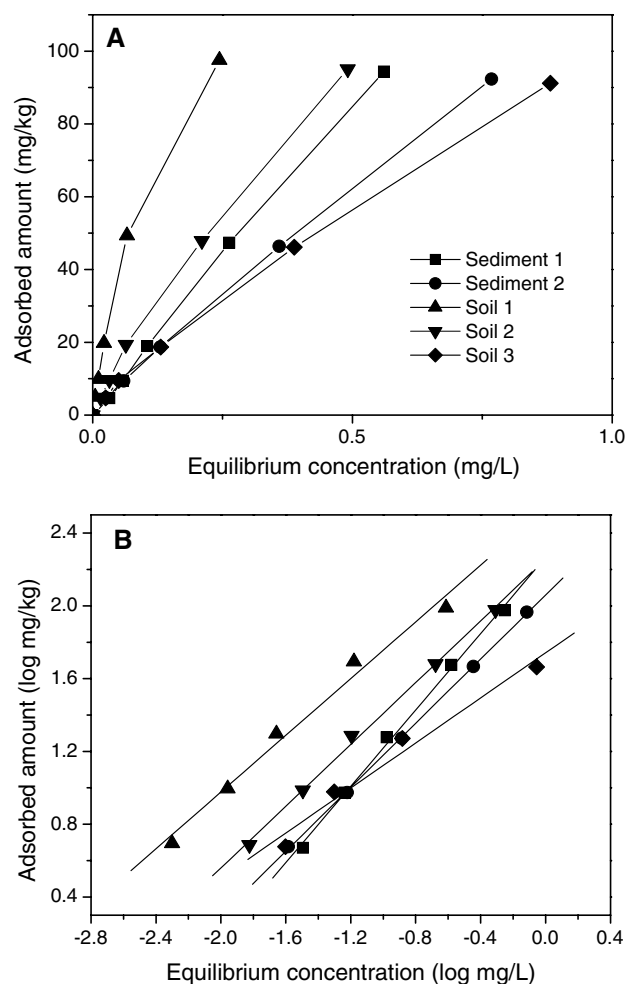 A
Adsorbed amount (mg/kg)
100
80
60
40
20
0
Sediment 1
Sediment 2
Soil 1
Soil 2
Soil 3
0.0
0.5
1.0
Equilibrium concentration (mg/L)
B
Adsorbed amount (log mg/kg)
2.4
2.0
1.6
1.2
0.8
0.4
-2.8 -2.4 -2.0 -1.6 -1.2 -0.8 -0.4 0.0 0.4
Equilibrium concentration (log mg/L)